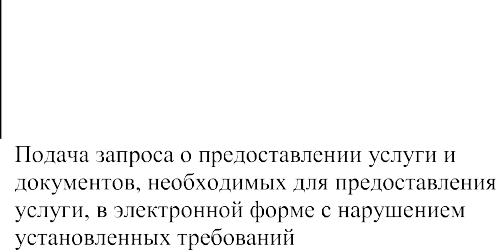 Подача запроса о предоставлении услуги и
документов, необходимых для предоставления
услуги, в электронной форме с нарушением
установленных требований